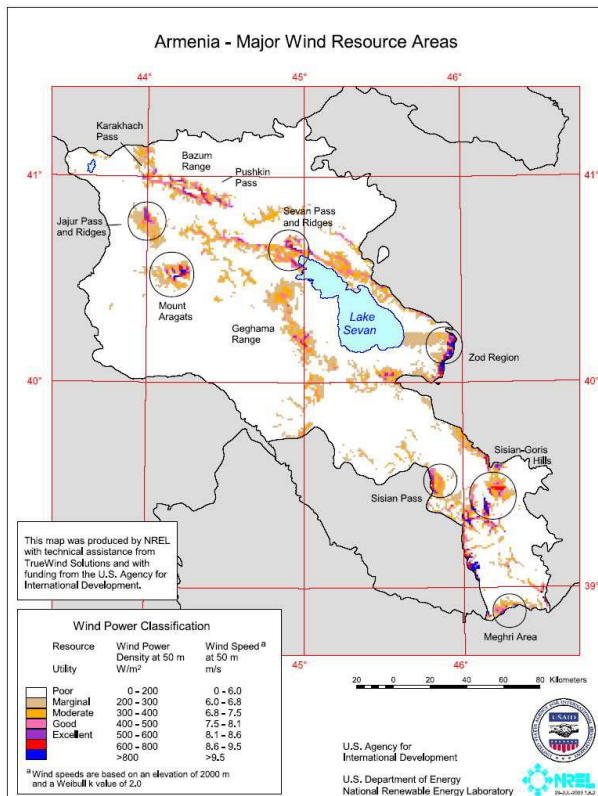 Armenia - Major Wind Resource Areas
44°
45°
46°
Karakhach
Pass
Bazum
Range
41°
41°
Pushkin
Pass
Jajur Pass
and Ridges
Sevan Pass
and Ridges
Mount
Aragats
Lake
Sevan
Geghama
Range
Zod Region
40°
40°
Sisian-Goris
Hills
Sisian Pass
39°
Meghri Area
45°
46°
This map was produced by NREL
with technical assistance from
TrueWind Solutions and with
funding from the U.S. Agency for
International Development.
Wind Power Classification
Resource Wind Power Wind Speed a
Density at 50 m at 50 m
Utility W/m² m/s
Poor 0 - 200 0 - 6.0
Marginal 200 - 300 6.0 - 6.8
Moderate 300 - 400 6.8 - 7.5
Good 400 - 500 7.5 - 8.1
Excellent 500 - 600 8.1 - 8.6
600 - 800 8.6 - 9.5
>800 >9.5
a Wind speeds are based on an elevation of 2000 m
and a Weibull k value of 2.0
20 0 20 40 60 80 Kilometers
U.S. Agency for
International Development
U.S. Department of Energy
National Renewable Energy Laboratory
USAID
NREL